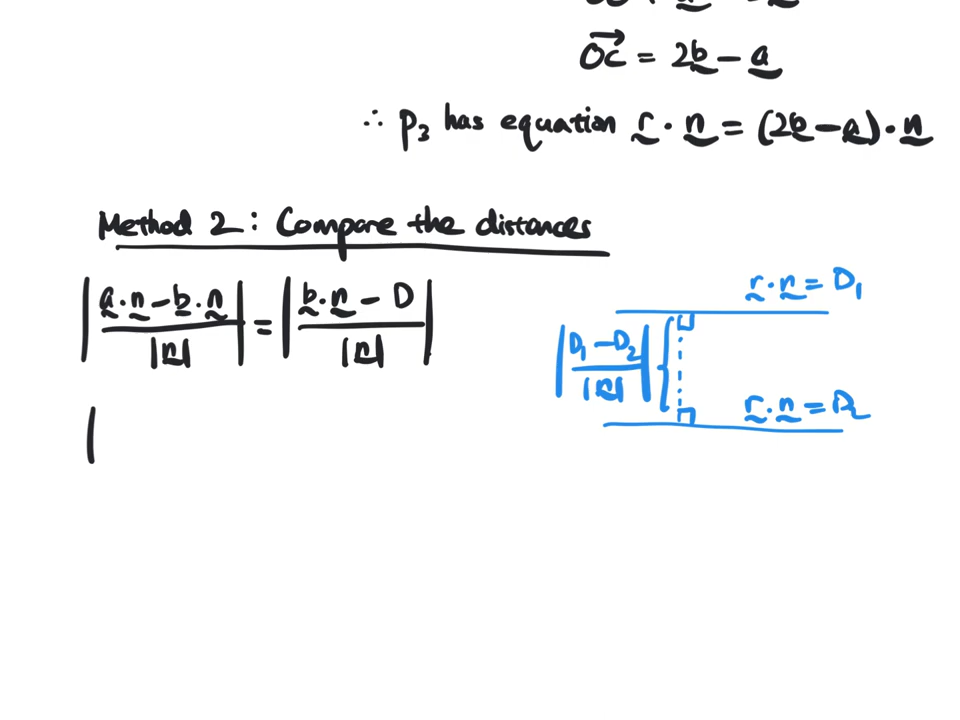 OC→ = 2b − a
∴ p₃ has equation r · n = (2b − a) · n
Method 2 : Compare the distances
| (a · n − b · n) / |n| | = | (b · n − D) / |n| |
|
r · n = D₁
| (D₁ − D₂) / |n| |
r · n = D₂